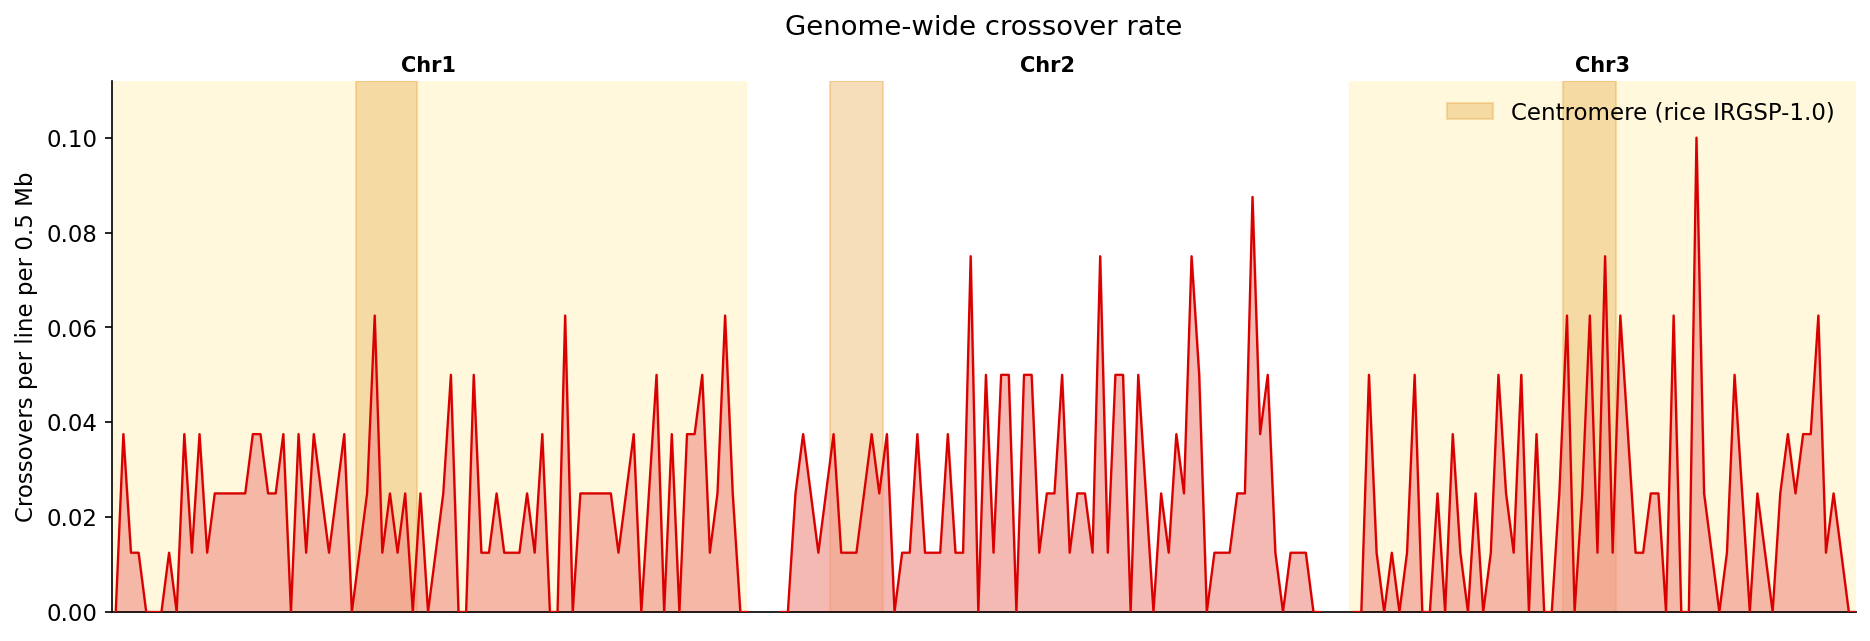 Genome-wide crossover rate
Chr1
Chr2
Chr3
Centromere (rice IRGSP-1.0)
Crossovers per line per 0.5 Mb
0.10
0.08
0.06
0.04
0.02
0.00